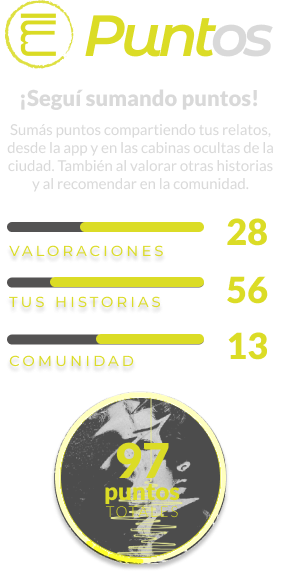 Puntos
¡Seguí sumando puntos!
Sumás puntos compartiendo tus relatos,
desde la app y en las cabinas ocultas de la
ciudad. También al valorar otras historias
y al recomendar en la comunidad.
28
VALORACIONES
56
TUS HISTORIAS
13
COMUNIDAD
97
puntos
TOTALES